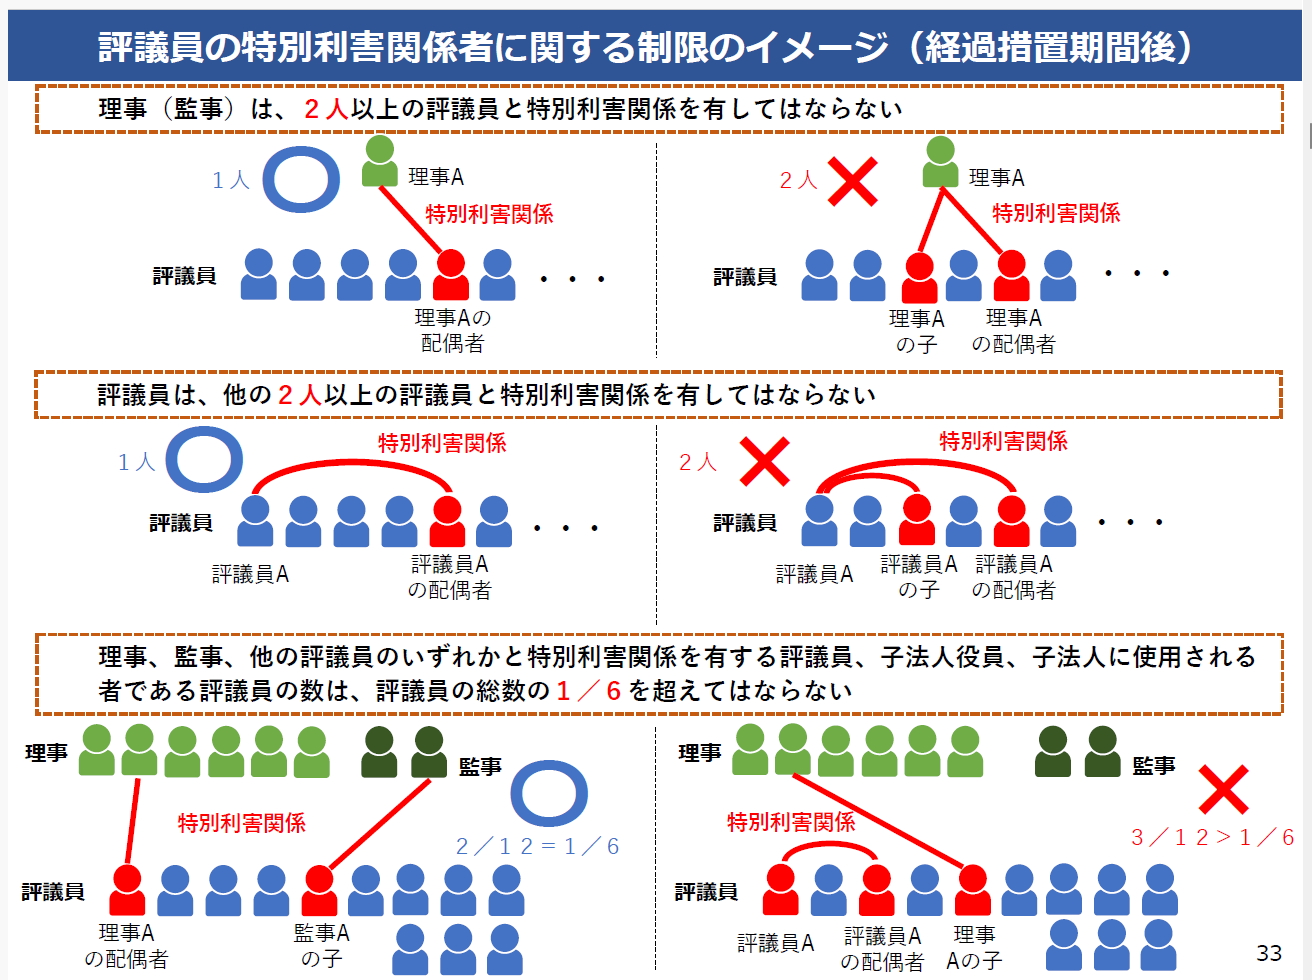 評議員の特別利害関係者に関する制限のイメージ（経過措置期間後）
理事（監事）は、２人以上の評議員と特別利害関係を有してはならない
１人
理事A
特別利害関係
評議員
・・・
理事Aの
配偶者
２人
理事A
特別利害関係
評議員
・・・
理事A
の子
理事A
の配偶者
評議員は、他の２人以上の評議員と特別利害関係を有してはならない
１人
特別利害関係
評議員
・・・
評議員A
評議員A
の配偶者
２人
特別利害関係
評議員
・・・
評議員A
評議員A
の子
評議員A
の配偶者
理事、監事、他の評議員のいずれかと特別利害関係を有する評議員、子法人役員、子法人に使用される
者である評議員の数は、評議員の総数の１／６を超えてはならない
理事
監事
特別利害関係
２／１２＝１／６
評議員
理事A
の配偶者
監事A
の子
理事
監事
特別利害関係
３／１２＞１／６
評議員
評議員A
評議員A
の配偶者
理事
Aの子
33